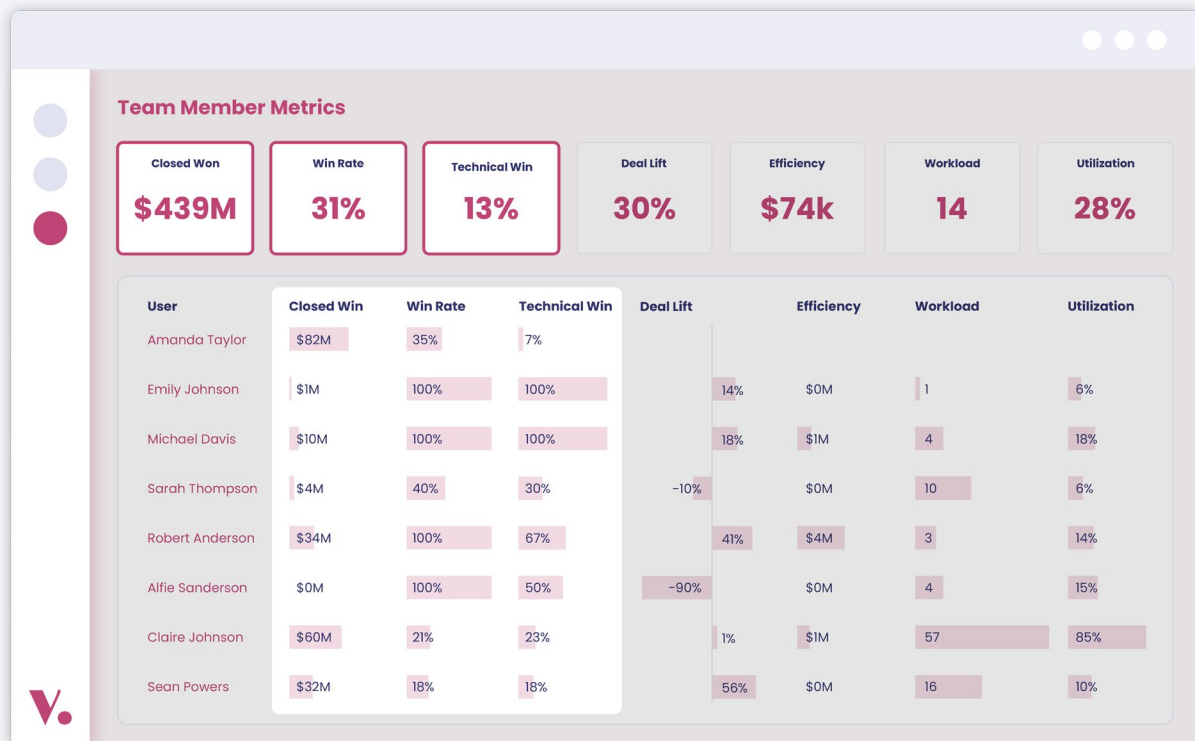 Team Member Metrics
Closed Won Win Rate Technical Win Deal Lift Efficiency Workload Utilization
$439M 31% 13% 30% $74k 14 28%
User Closed Win Win Rate Technical Win Deal Lift Efficiency Workload Utilization
Amanda Taylor $82M 35% 7%
Emily Johnson $1M 100% 100% 14% $0M 1 6%
Michael Davis $10M 100% 100% 18% $1M 4 18%
Sarah Thompson $4M 40% 30% -10% $0M 10 6%
Robert Anderson $34M 100% 67% 41% $4M 3 14%
Alfie Sanderson $0M 100% 50% -90% $0M 4 15%
Claire Johnson $60M 21% 23% 1% $1M 57 85%
Sean Powers $32M 18% 18% 56% $0M 16 10%
V.